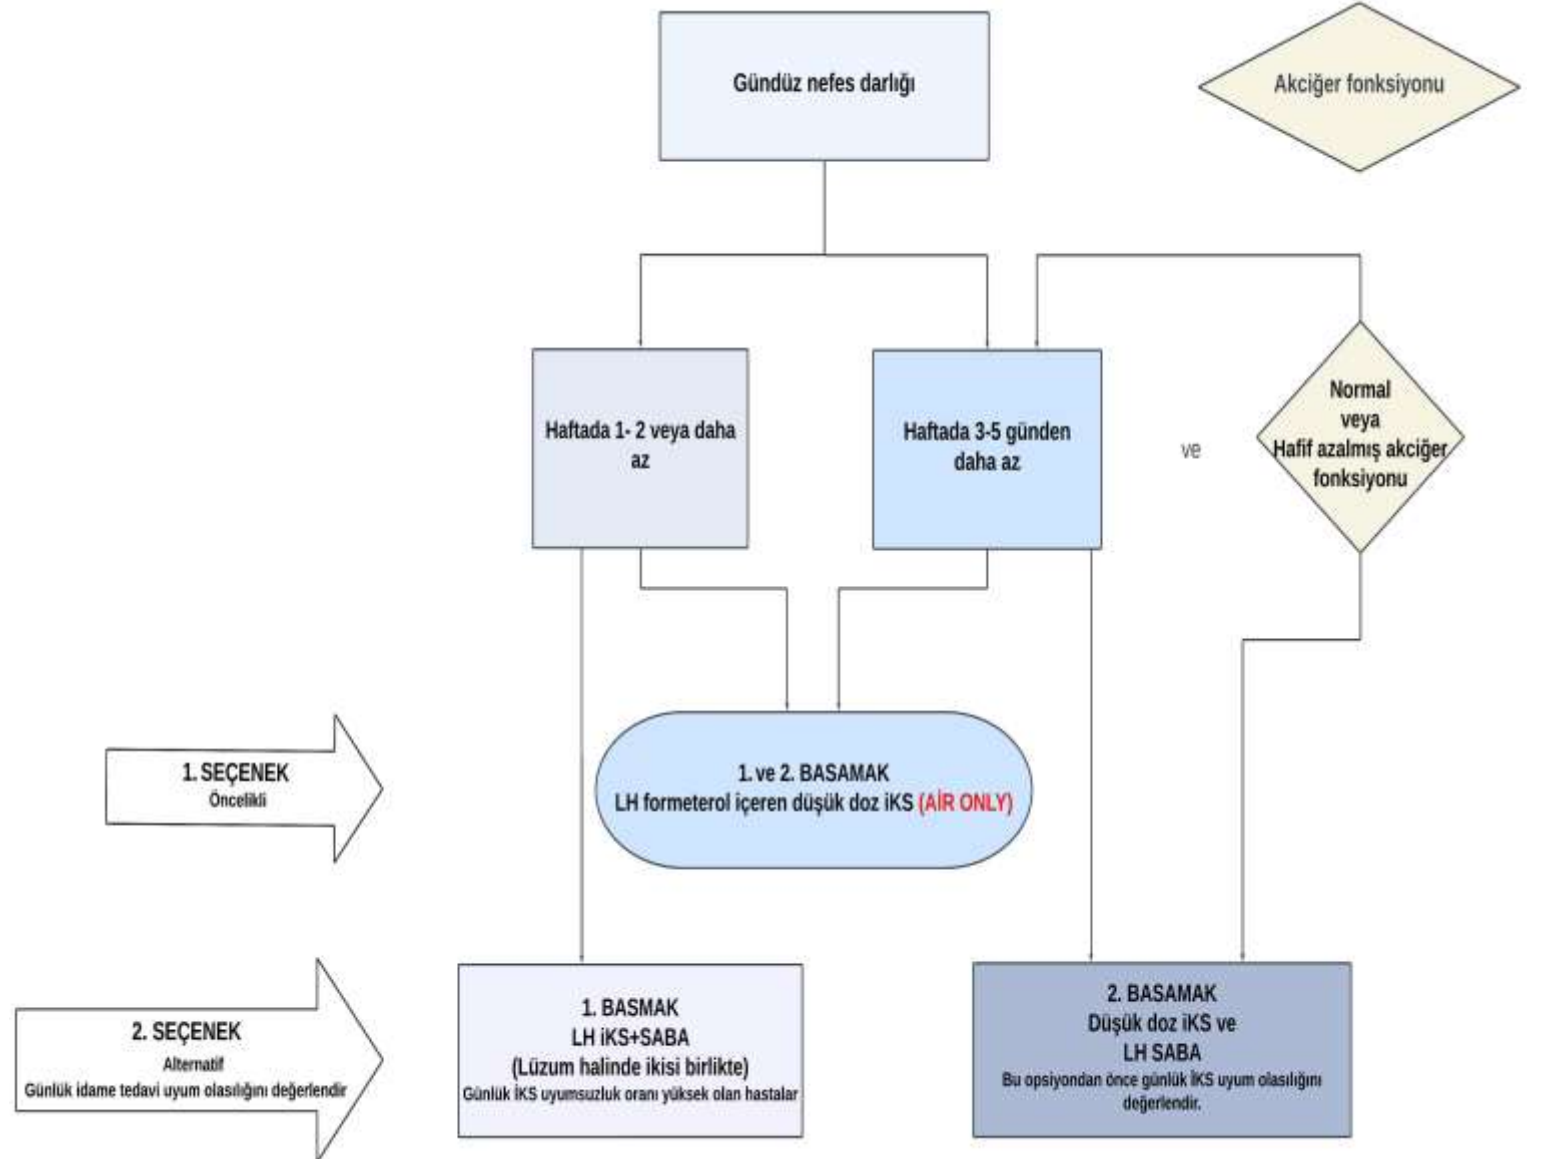 Gündüz nefes darlığı
Akciğer fonksiyonu
Haftada 1- 2 veya daha
az
Haftada 3-5 günden
daha az
ve
Normal
veya
Hafif azalmış akciğer
fonksiyonu
1. SEÇENEK
Öncelikli
1. ve 2. BASAMAK
LH formeterol içeren düşük doz iKS (AİR ONLY)
2. SEÇENEK
Alternatif
Günlük idame tedavi uyum olasılığını değerlendir
1. BASMAK
LH iKS+SABA
(Lüzum halinde ikisi birlikte)
Günlük İKS uyumsuzluk oranı yüksek olan hastalar
2. BASAMAK
Düşük doz iKS ve
LH SABA
Bu opsiyondan önce günlük İKS uyum olasılığını
değerlendir.